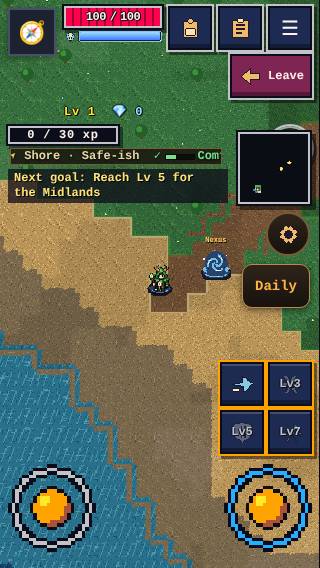 100 / 100
Leave
Lv 1 0
0 / 30 xp
Shore · Safe-ish ✓ Com
Next goal: Reach Lv 5 for
the Midlands
Nexus
Daily
Lv3
Lv5
Lv7